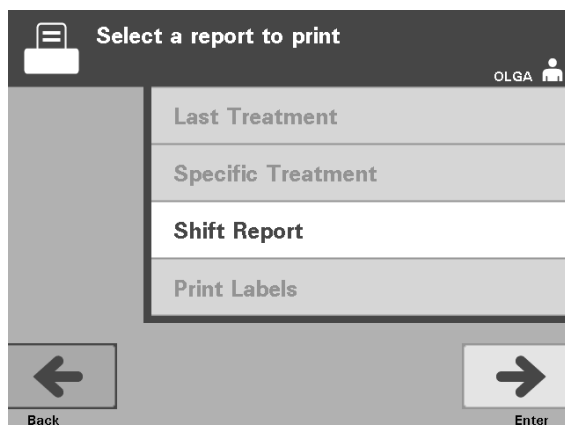 Select a report to print
OLGA
Last Treatment
Specific Treatment
Shift Report
Print Labels
Back
Enter